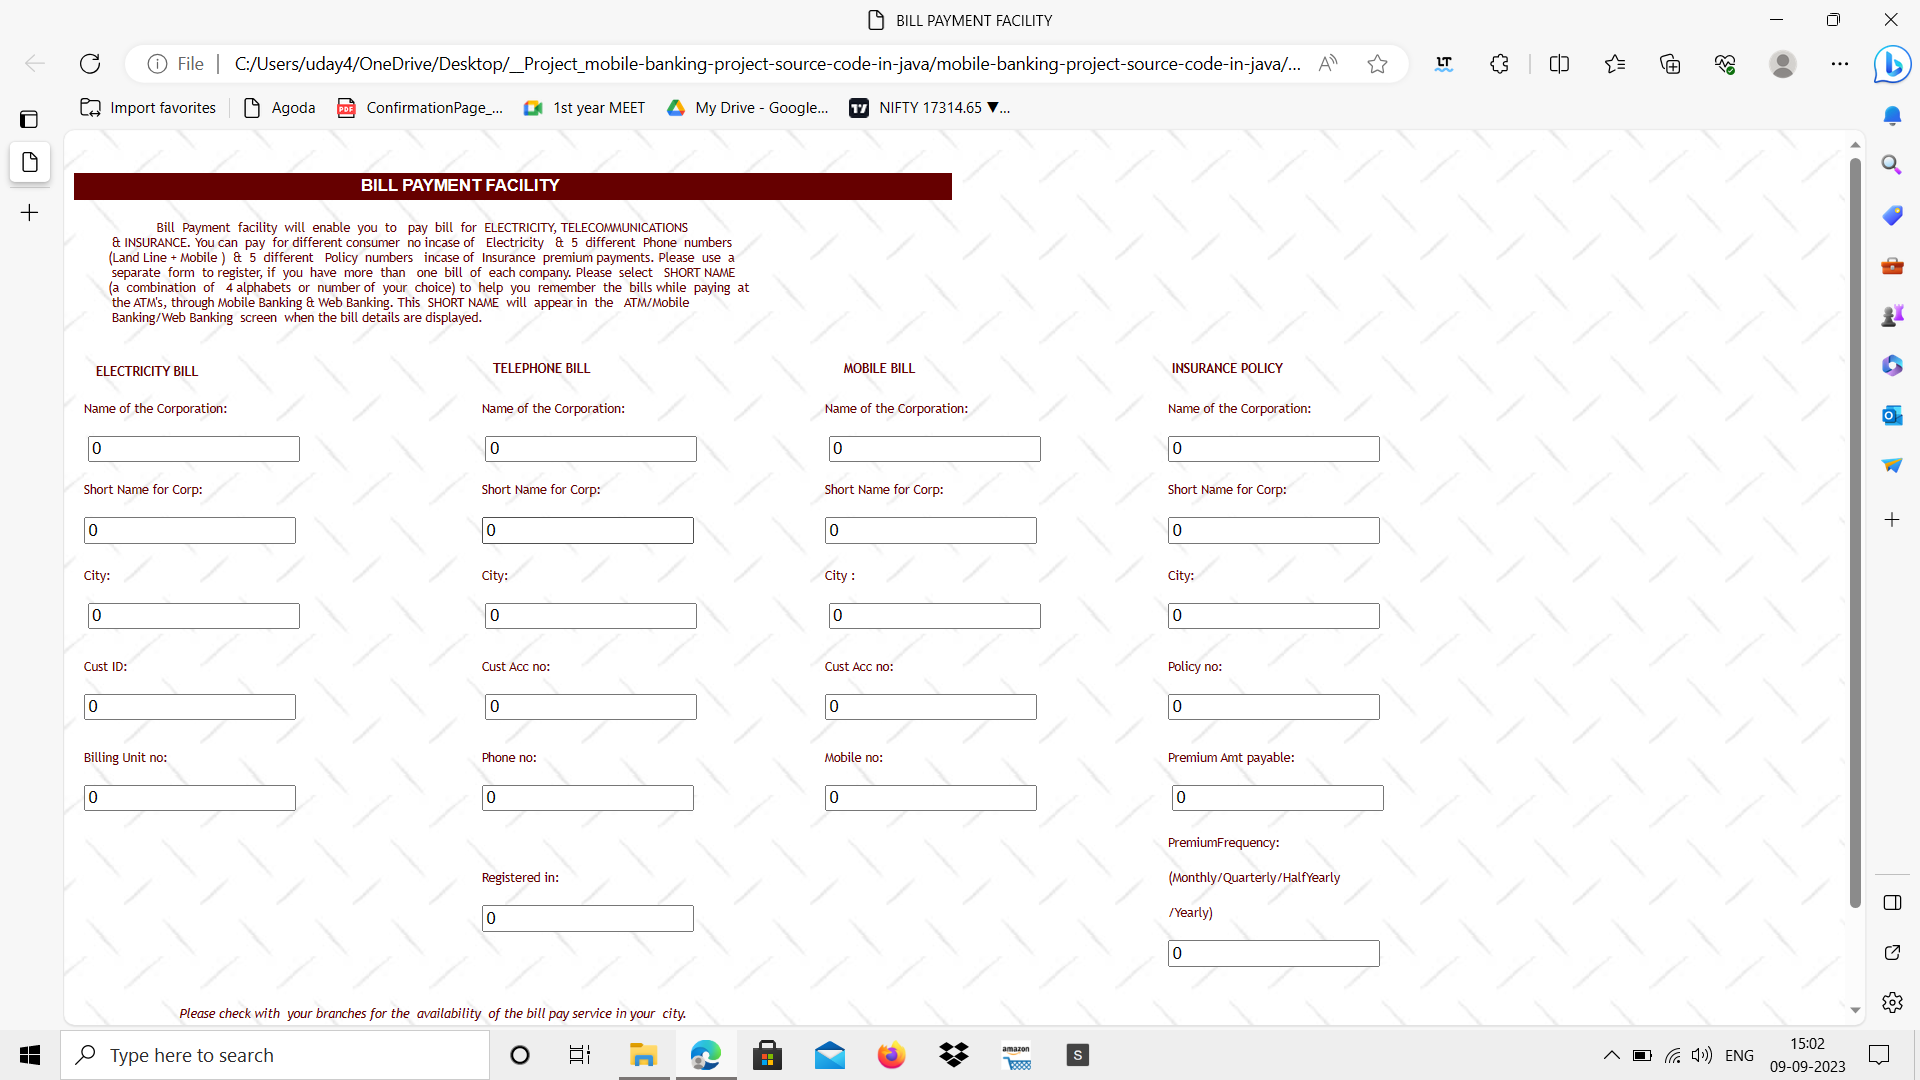 BILL PAYMENT FACILITY
File
C:/Users/uday4/OneDrive/Desktop/__Project_mobile-banking-project-source-code-in-java/mobile-banking-project-source-code-in-java/...
Import favorites
Agoda
ConfirmationPage_...
1st year MEET
My Drive - Google...
NIFTY 17314.65 ▼...
BILL PAYMENT FACILITY
Bill Payment facility will enable you to pay bill for ELECTRICITY, TELECOMMUNICATIONS
& INSURANCE. You can pay for different consumer no incase of Electricity & 5 different Phone numbers
(Land Line + Mobile ) & 5 different Policy numbers incase of Insurance premium payments. Please use a
separate form to register, if you have more than one bill of each company. Please select SHORT NAME
(a combination of 4 alphabets or number of your choice) to help you remember the bills while paying at
the ATM's, through Mobile Banking & Web Banking. This SHORT NAME will appear in the ATM/Mobile
Banking/Web Banking screen when the bill details are displayed.
ELECTRICITY BILL TELEPHONE BILL MOBILE BILL INSURANCE POLICY
Name of the Corporation: Name of the Corporation: Name of the Corporation: Name of the Corporation:
0 0 0 0
Short Name for Corp: Short Name for Corp: Short Name for Corp: Short Name for Corp:
0 0 0 0
City: City: City : City:
0 0 0 0
Cust ID: Cust Acc no: Cust Acc no: Policy no:
0 0 0 0
Billing Unit no: Phone no: Mobile no: Premium Amt payable:
0 0 0 0
PremiumFrequency:
Registered in: (Monthly/Quarterly/HalfYearly
/Yearly)
0
0
Please check with your branches for the availability of the bill pay service in your city.
Type here to search
amazon
S
ENG
15:02
09-09-2023